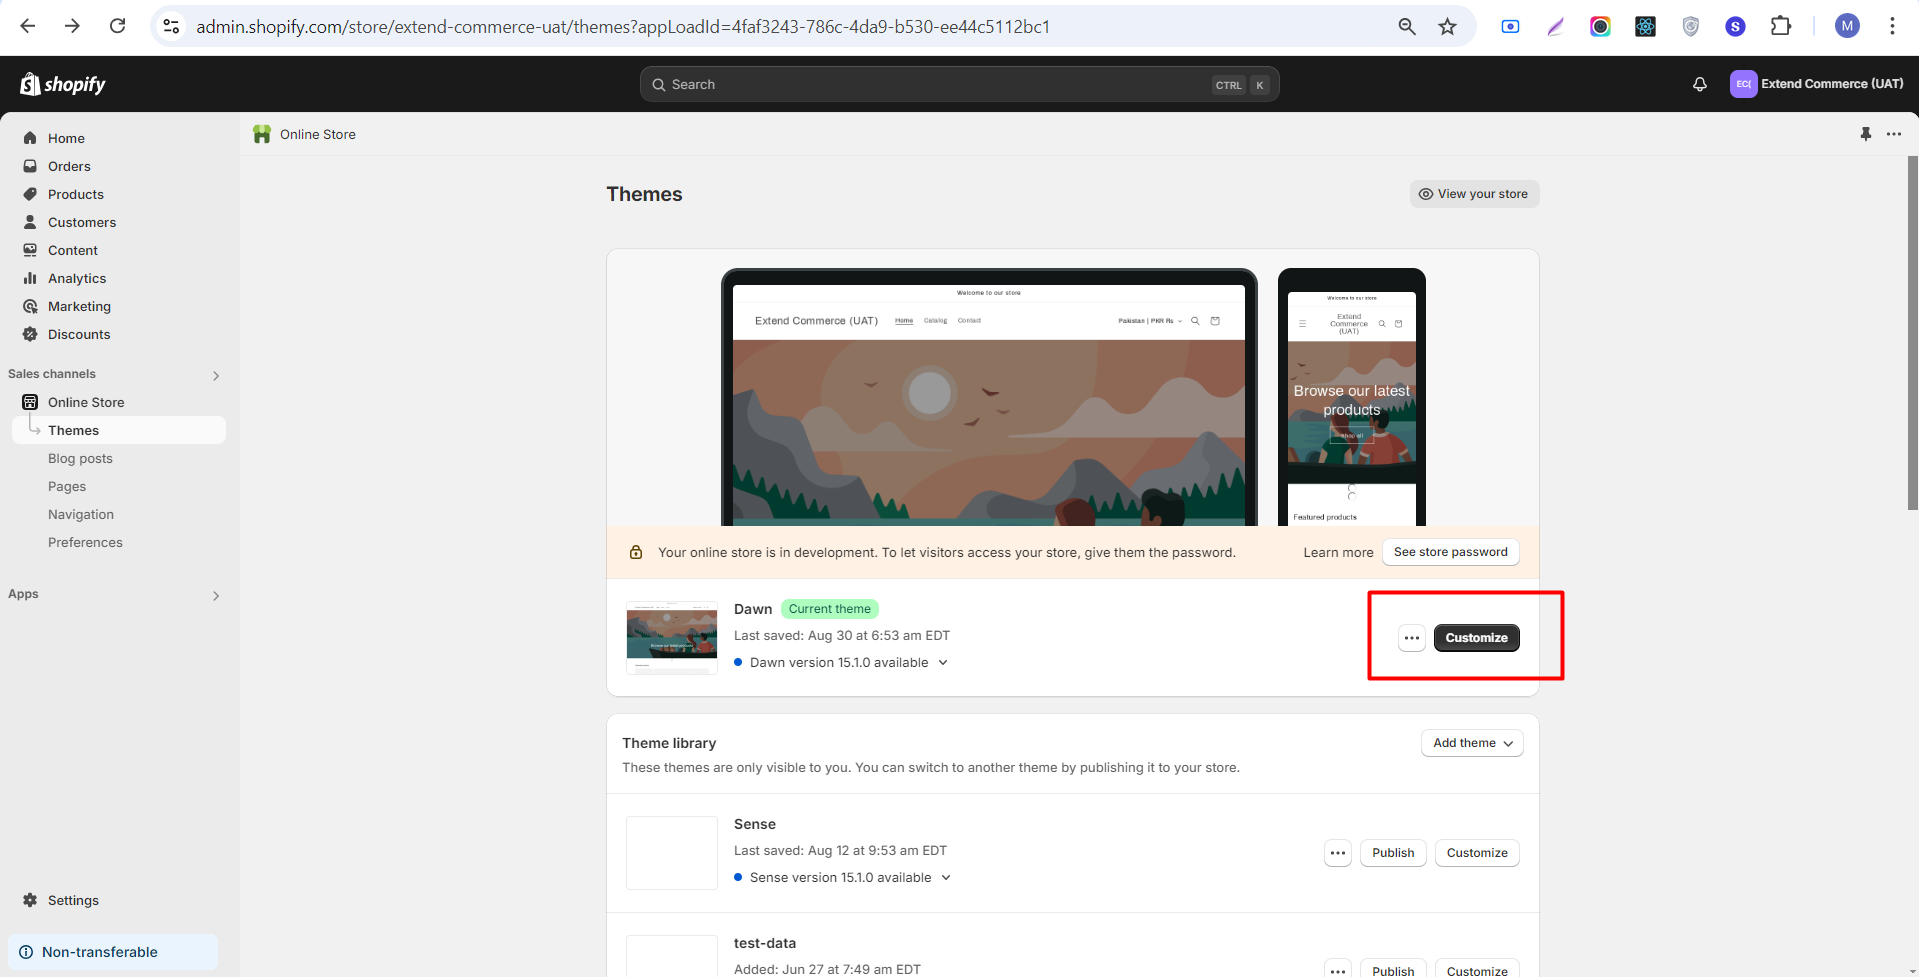 admin.shopify.com/store/extend-commerce-uat/themes?appLoadId=4faf3243-786c-4da9-b530-ee44c5112bc1
S
M
shopify
Search
CTRL K
EC(
Extend Commerce (UAT)
Home
Orders
Products
Customers
Content
Analytics
Marketing
Discounts
Sales channels
Online Store
Themes
Blog posts
Pages
Navigation
Preferences
Apps
Settings
Non-transferable
Online Store
Themes
View your store
Welcome to our store
Extend Commerce (UAT) Home Catalog Contact Pakistan | PKR Rs
Welcome to our store
Extend
Commerce
(UAT)
Browse our latest
products
Shop all
Featured products
Your online store is in development. To let visitors access your store, give them the password.
Learn more
See store password
Browse our latest products
Dawn
Current theme
Last saved: Aug 30 at 6:53 am EDT
Dawn version 15.1.0 available
Customize
Theme library
Add theme
These themes are only visible to you. You can switch to another theme by publishing it to your store.
Sense
Last saved: Aug 12 at 9:53 am EDT
Sense version 15.1.0 available
Publish
Customize
test-data
Added: Jun 27 at 7:49 am EDT
Publish
Customize